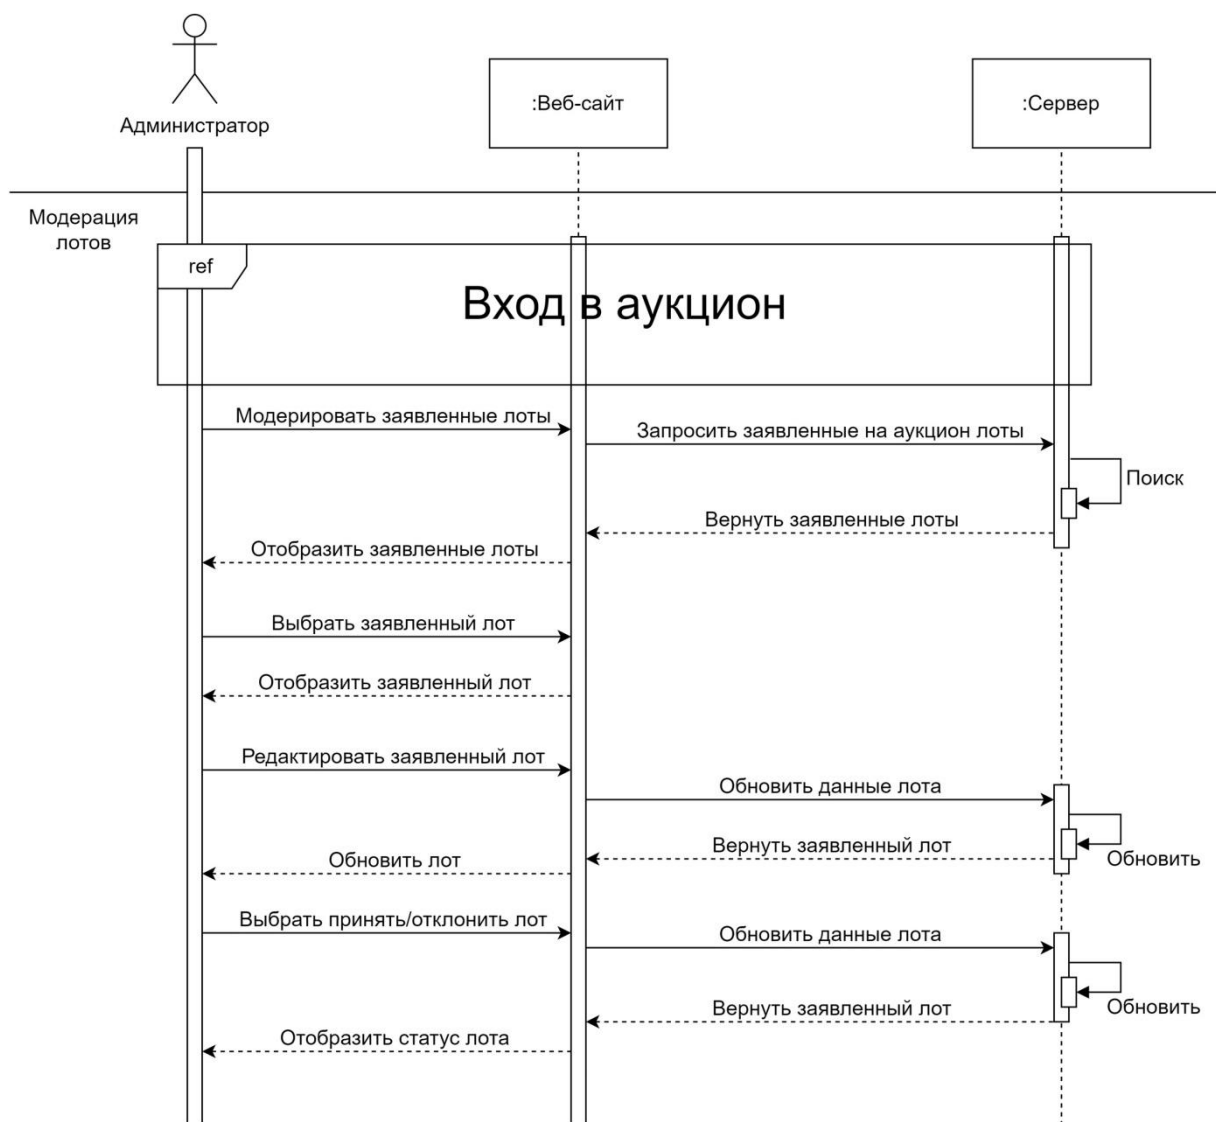 Администратор
:Веб-сайт
:Сервер
Модерация
лотов
ref
Вход в аукцион
Модерировать заявленные лоты
Запросить заявленные на аукцион лоты
Поиск
Вернуть заявленные лоты
Отобразить заявленные лоты
Выбрать заявленный лот
Отобразить заявленный лот
Редактировать заявленный лот
Обновить данные лота
Вернуть заявленный лот
Обновить
Обновить лот
Выбрать принять/отклонить лот
Обновить данные лота
Вернуть заявленный лот
Обновить
Отобразить статус лота